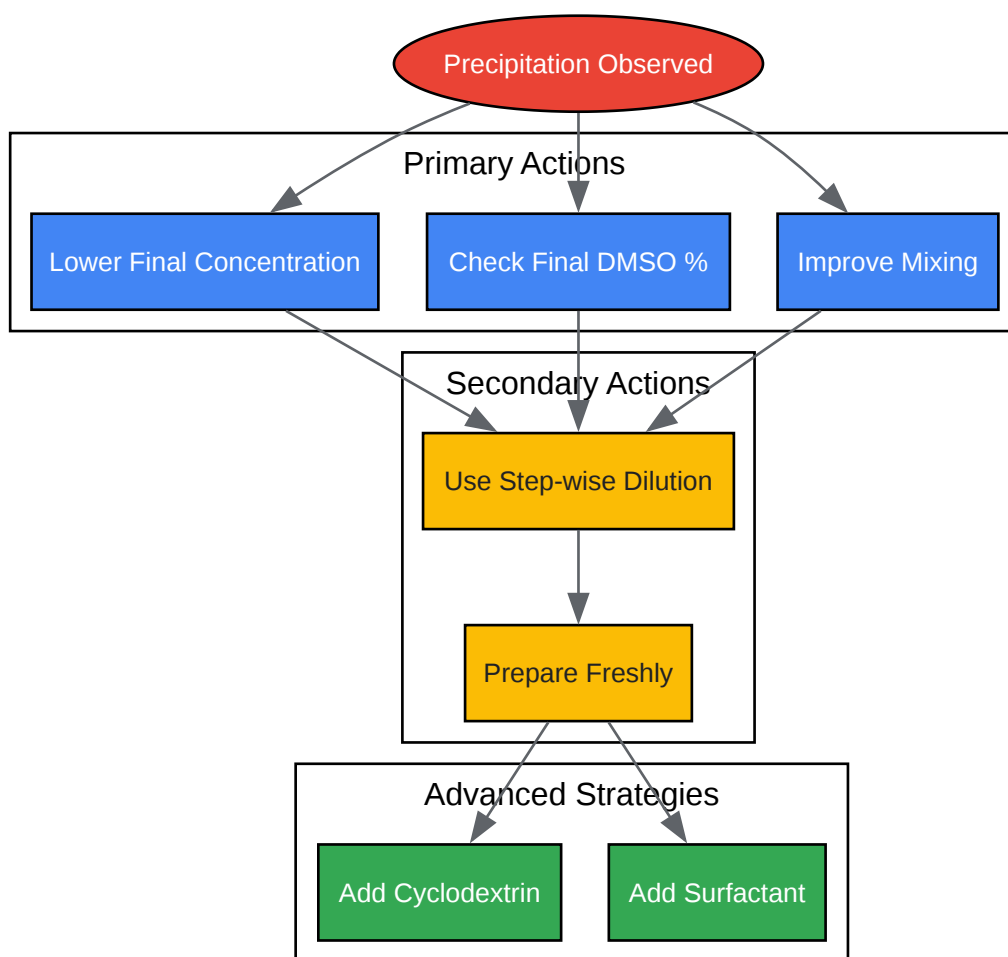 Precipitation Observed
Primary Actions
Lower Final Concentration
Check Final DMSO %
Improve Mixing
Secondary Actions
Use Step-wise Dilution
Prepare Freshly
Advanced Strategies
Add Cyclodextrin
Add Surfactant